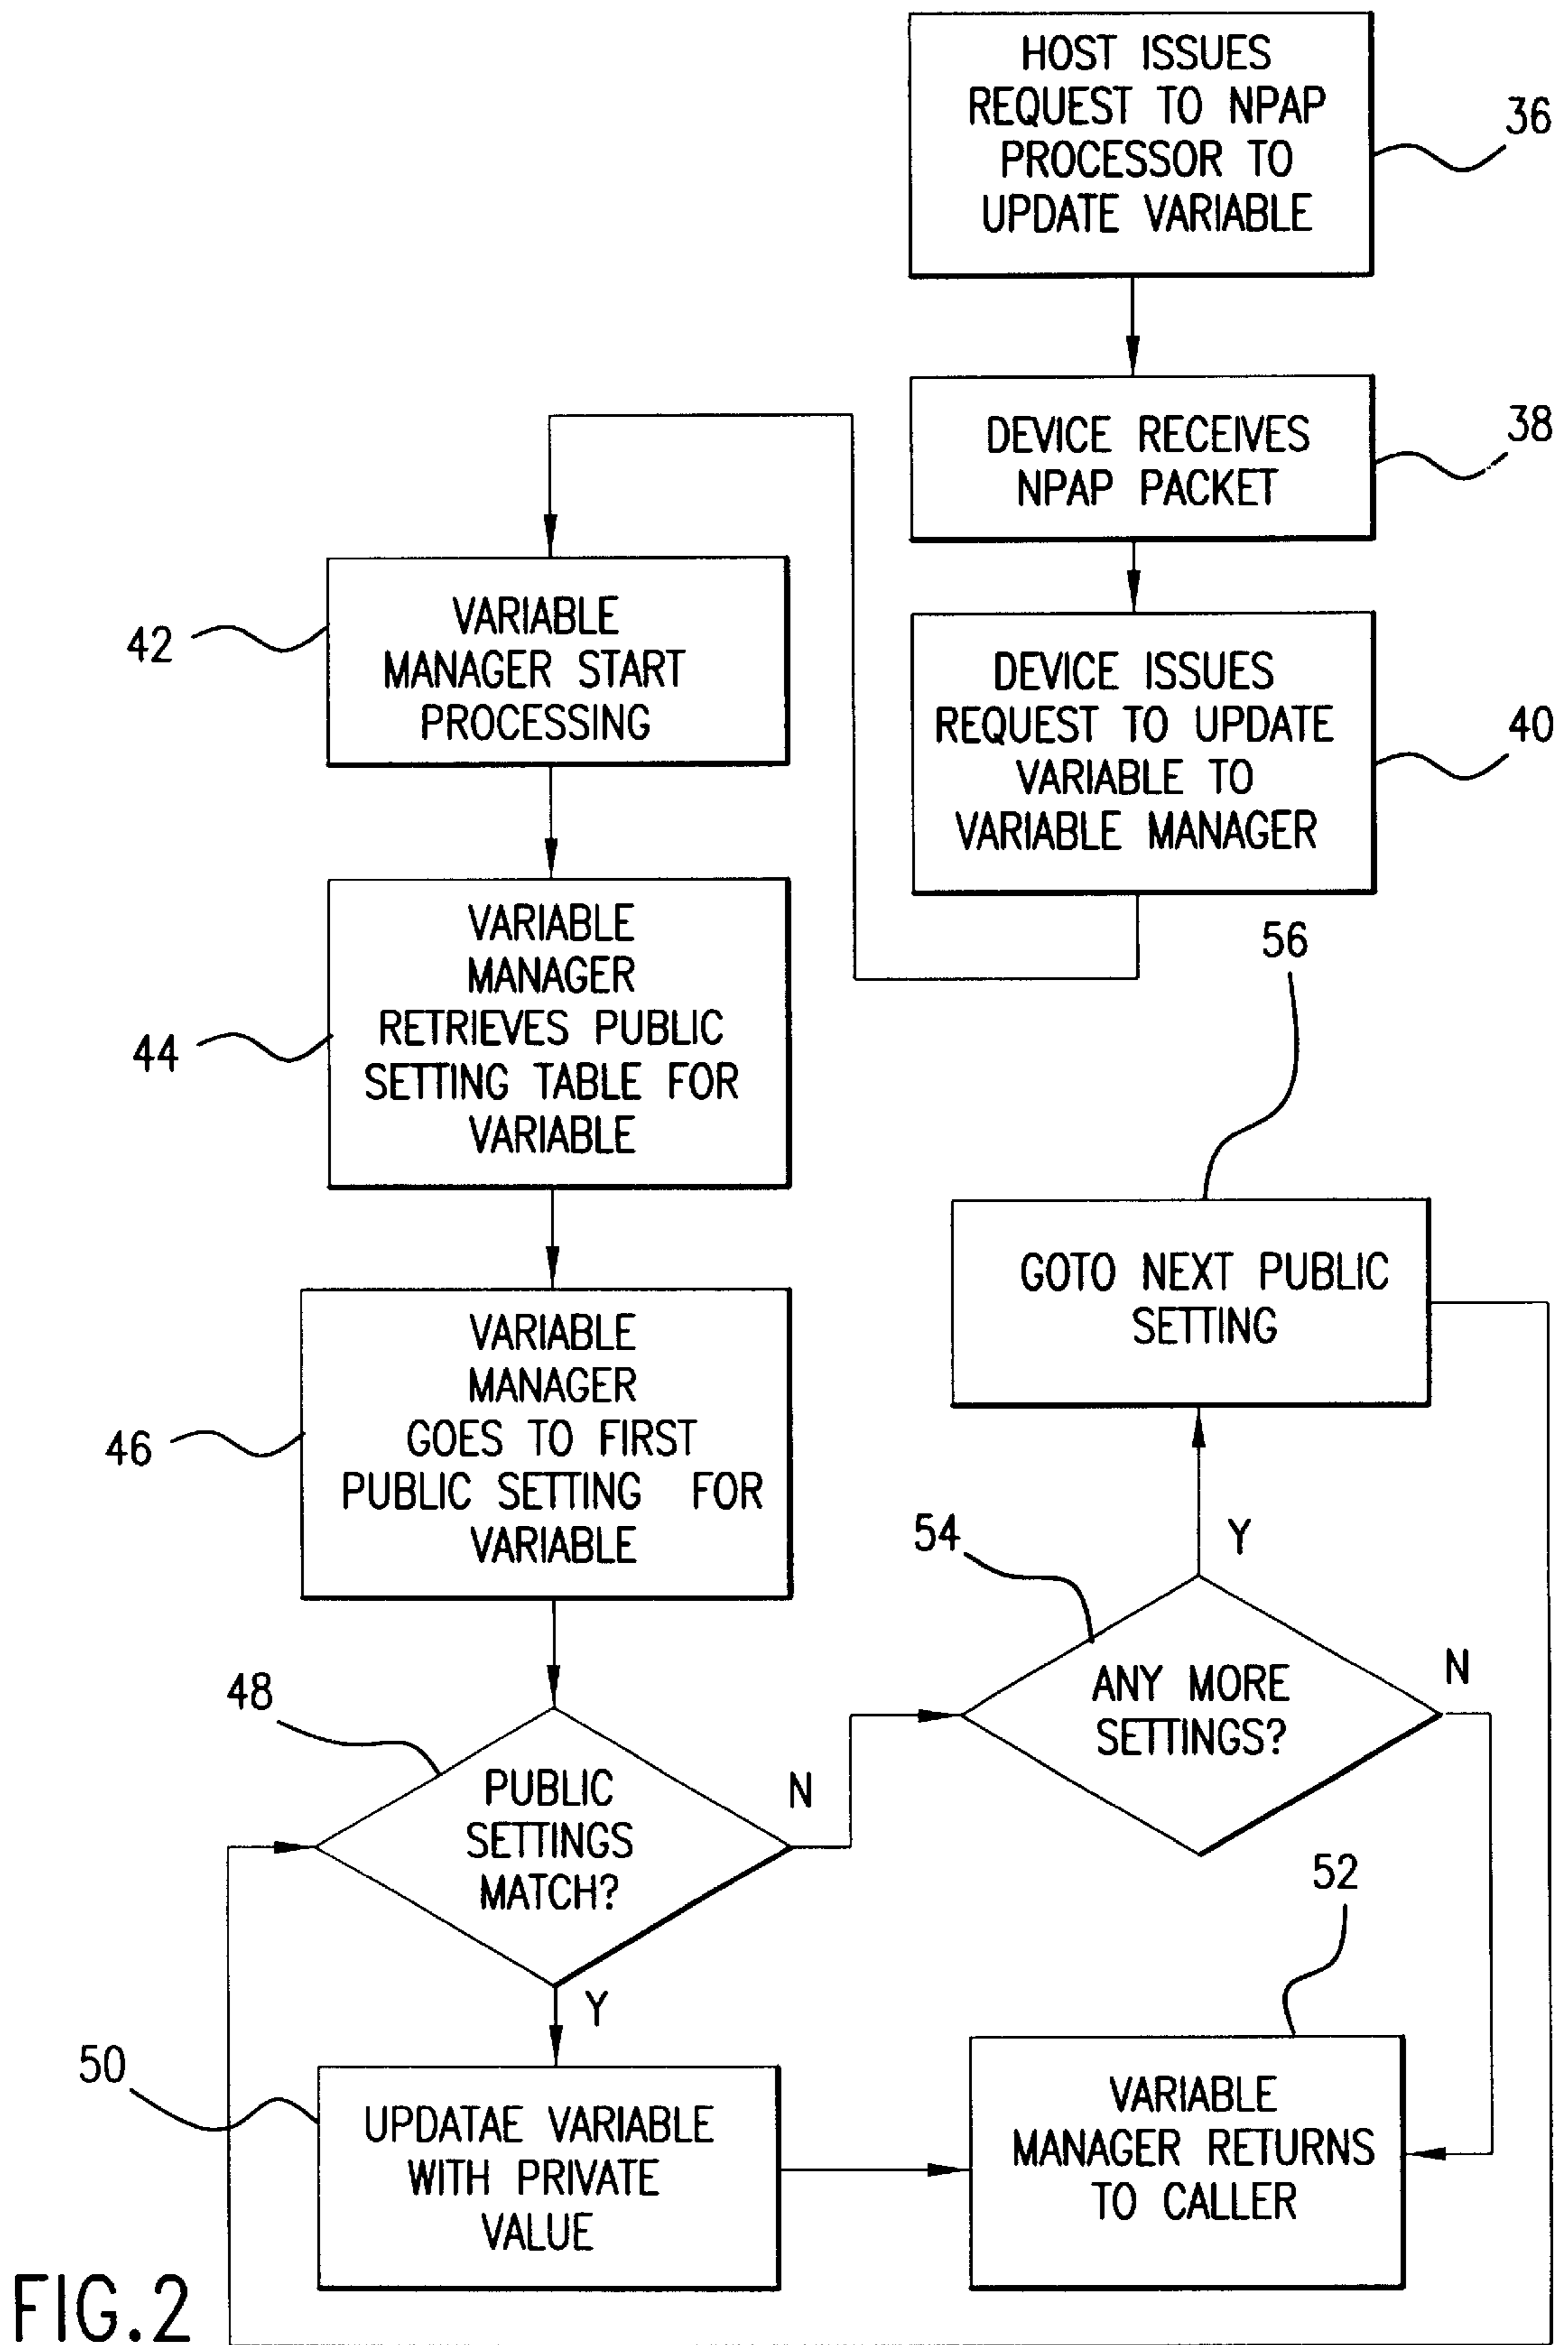 HOST ISSUES
REQUEST TO NPAP
PROCESSOR TO
UPDATE VARIABLE
36
DEVICE RECEIVES
NPAP PACKET
38
DEVICE ISSUES
REQUEST TO UPDATE
VARIABLE TO
VARIABLE MANAGER
40
VARIABLE
MANAGER START
PROCESSING
42
VARIABLE
MANAGER
RETRIEVES PUBLIC
SETTING TABLE FOR
VARIABLE
44
VARIABLE
MANAGER
GOES TO FIRST
PUBLIC SETTING FOR
VARIABLE
46
PUBLIC
SETTINGS
MATCH?
48
N
Y
UPDATAE VARIABLE
WITH PRIVATE
VALUE
50
VARIABLE
MANAGER RETURNS
TO CALLER
52
ANY MORE
SETTINGS?
54
Y
N
GOTO NEXT PUBLIC
SETTING
56
FIG.2